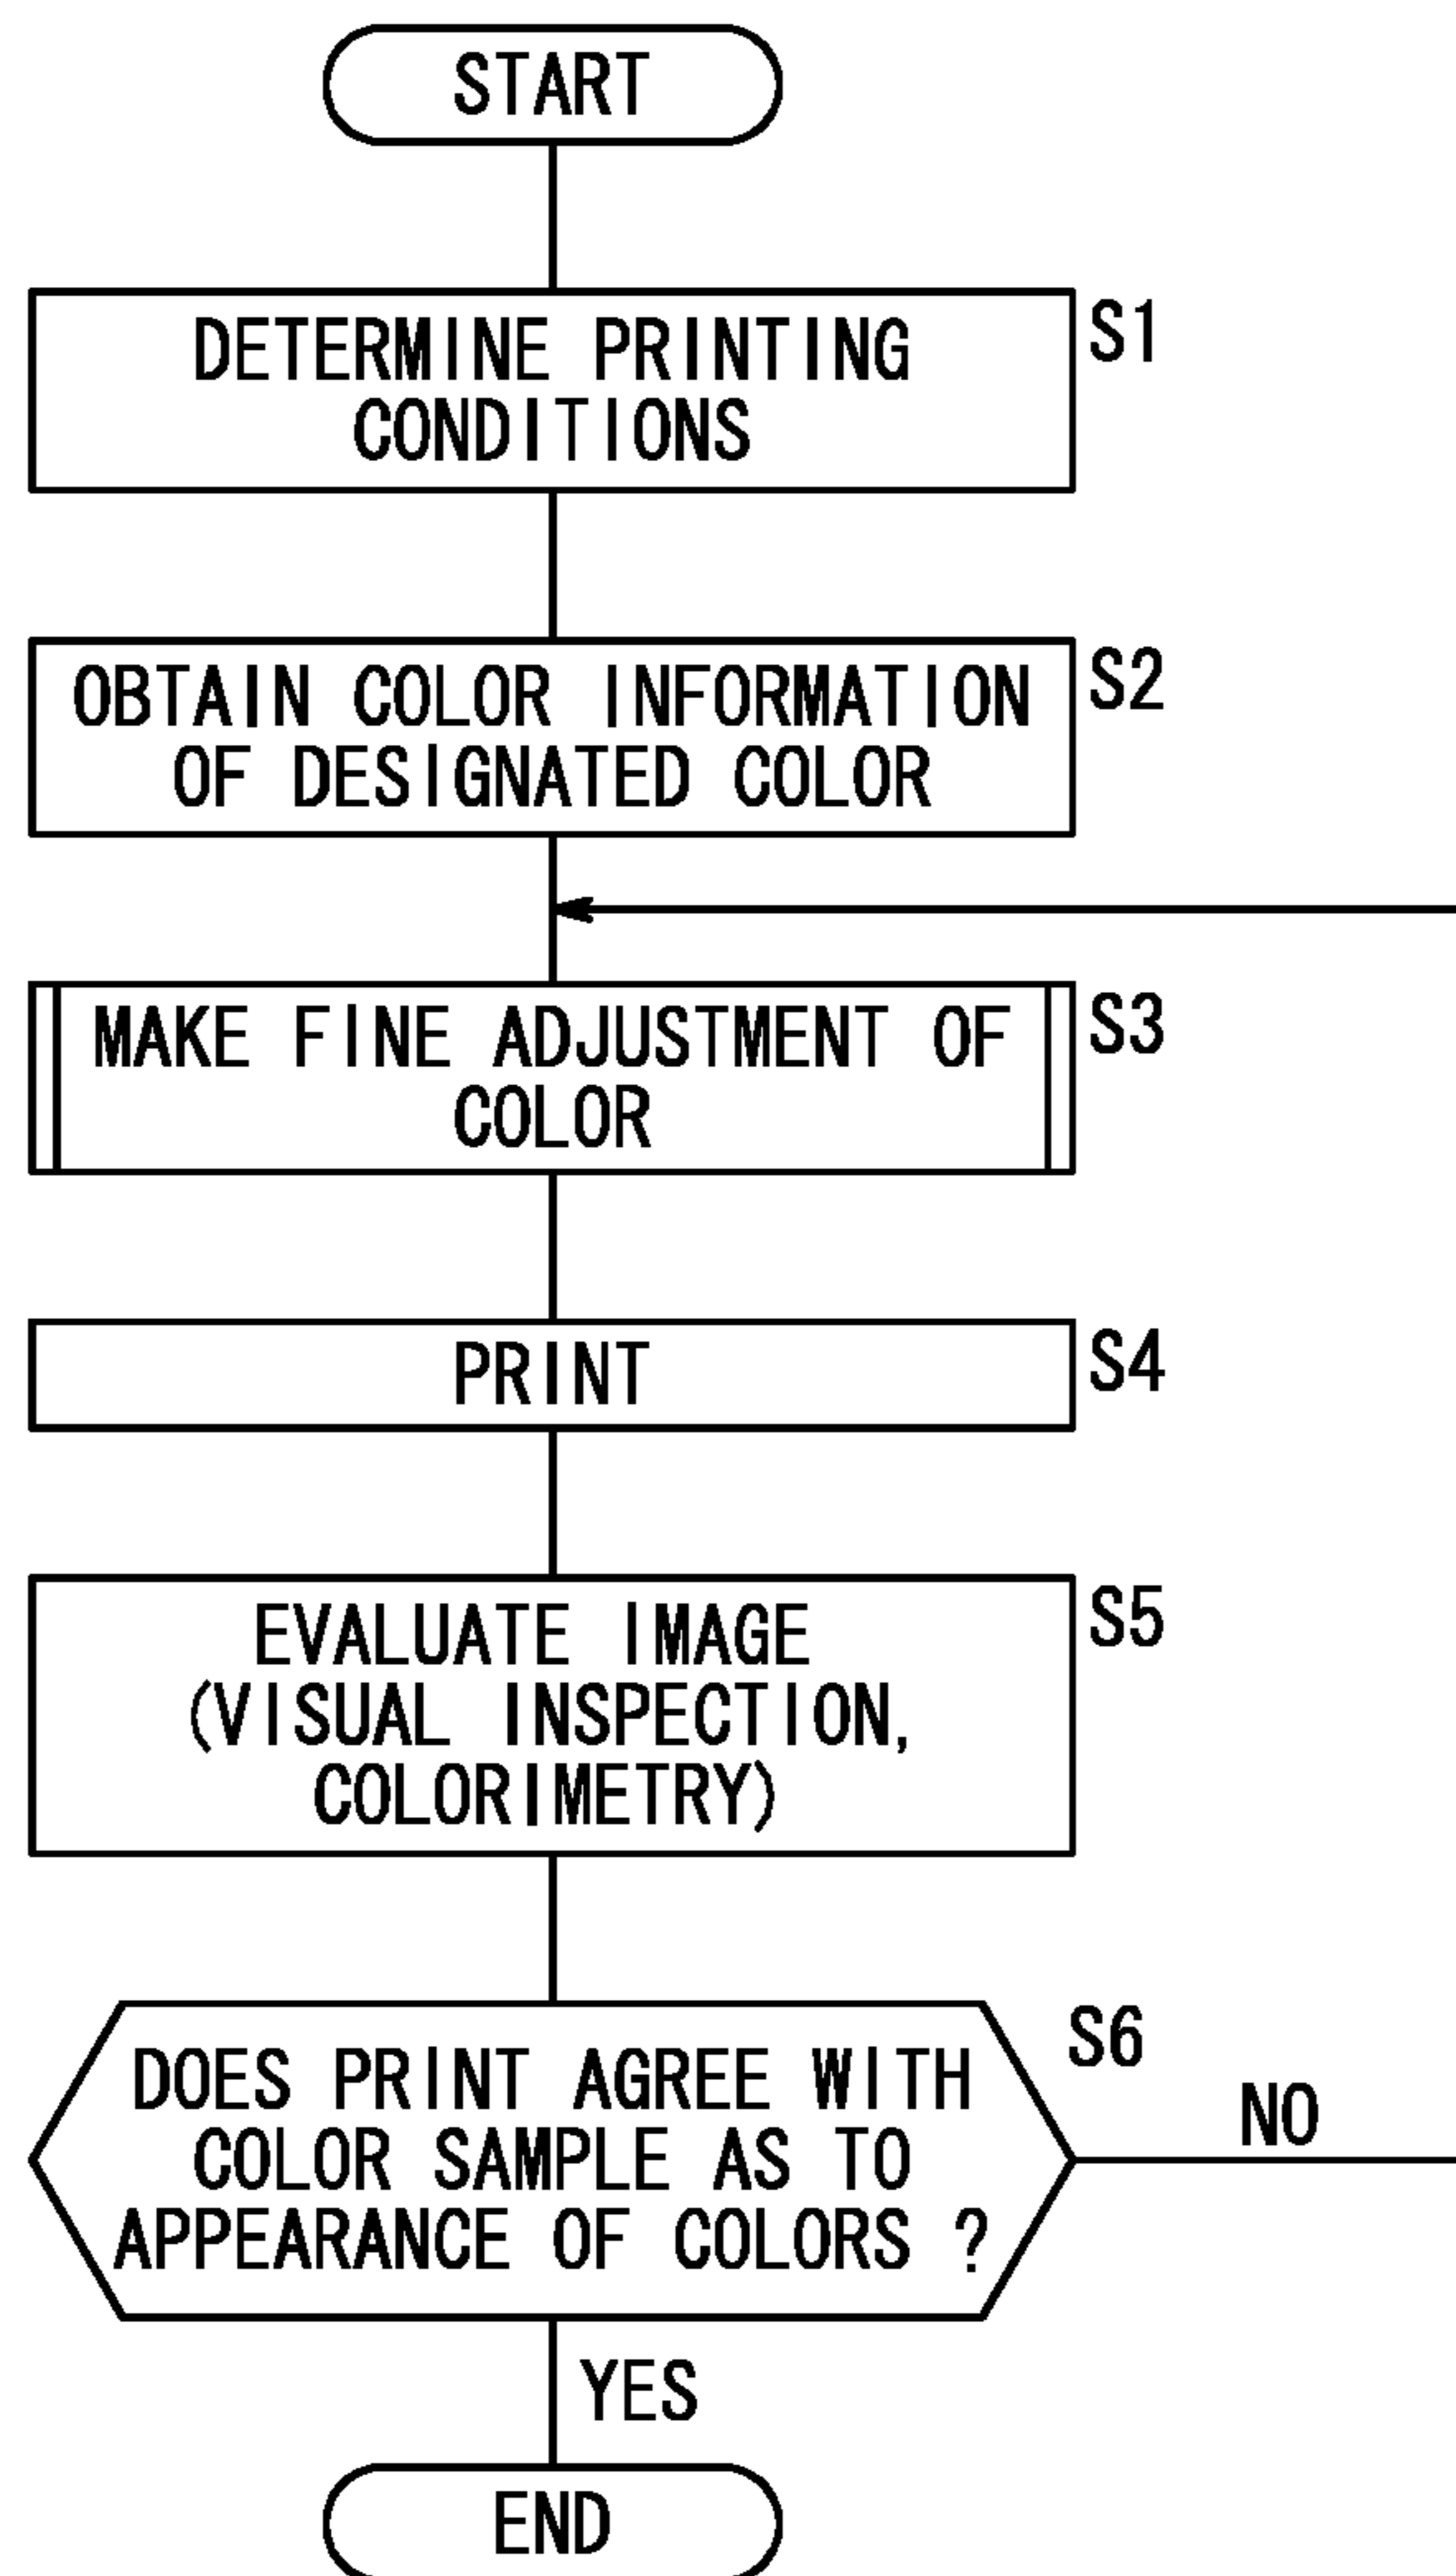 START
DETERMINE PRINTING
CONDITIONS
S1
OBTAIN COLOR INFORMATION
OF DESIGNATED COLOR
S2
MAKE FINE ADJUSTMENT OF
COLOR
S3
PRINT
S4
EVALUATE IMAGE
(VISUAL INSPECTION,
COLORIMETRY)
S5
DOES PRINT AGREE WITH
COLOR SAMPLE AS TO
APPEARANCE OF COLORS ?
S6
NO
YES
END